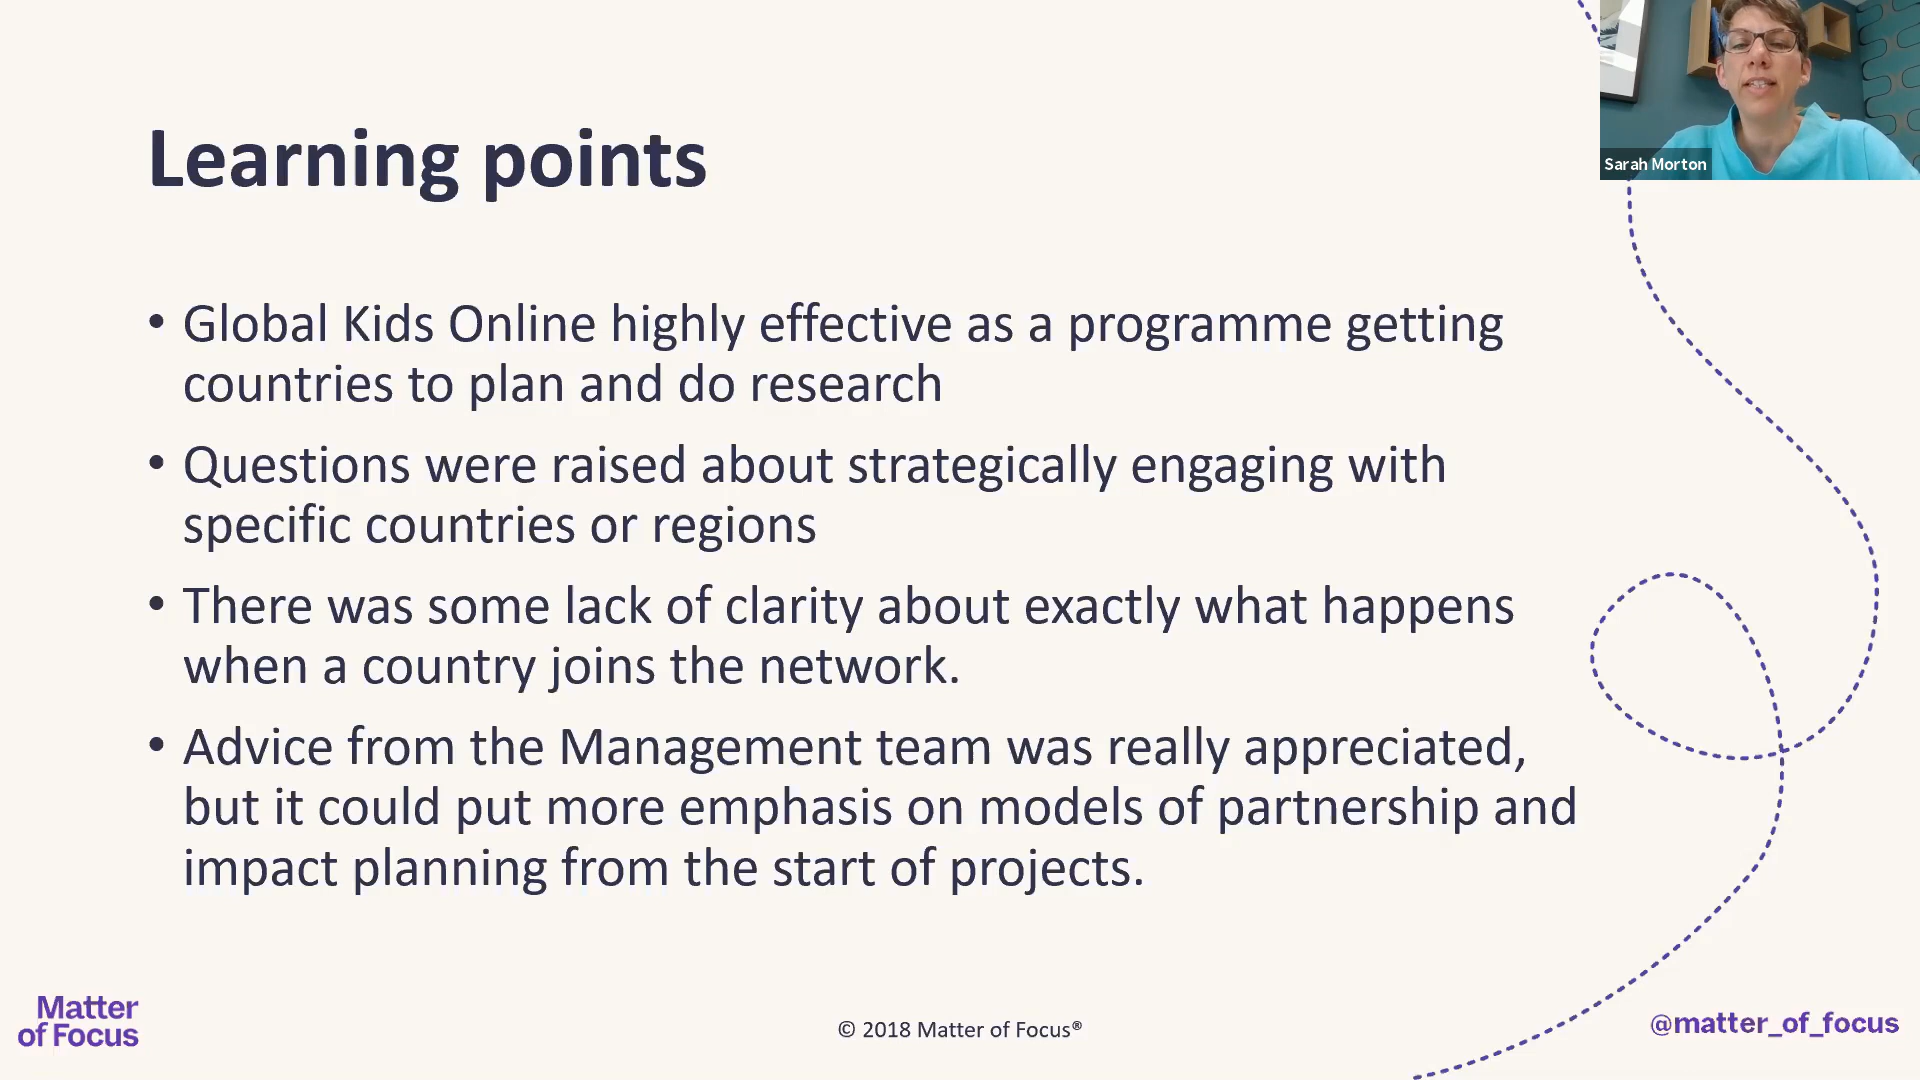 Sarah Morton
Learning points
• Global Kids Online highly effective as a programme getting
countries to plan and do research
• Questions were raised about strategically engaging with
specific countries or regions
• There was some lack of clarity about exactly what happens
when a country joins the network.
• Advice from the Management team was really appreciated,
but it could put more emphasis on models of partnership and
impact planning from the start of projects.
Matter
of Focus
© 2018 Matter of Focus®
@matter_of_focus